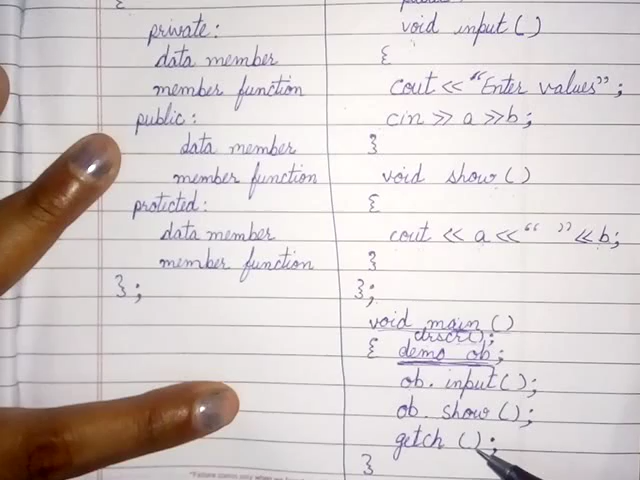 {
private:
data member
member function
public:
data member
member function
protected:
data member
member function
};
void input()
{
cout << "Enter values";
cin >> a >> b;
}
void show()
{
cout << a << " " << b;
}
};
void main()
clrscr();
{ demo ob;
ob. input();
ob. show();
getch ();
}